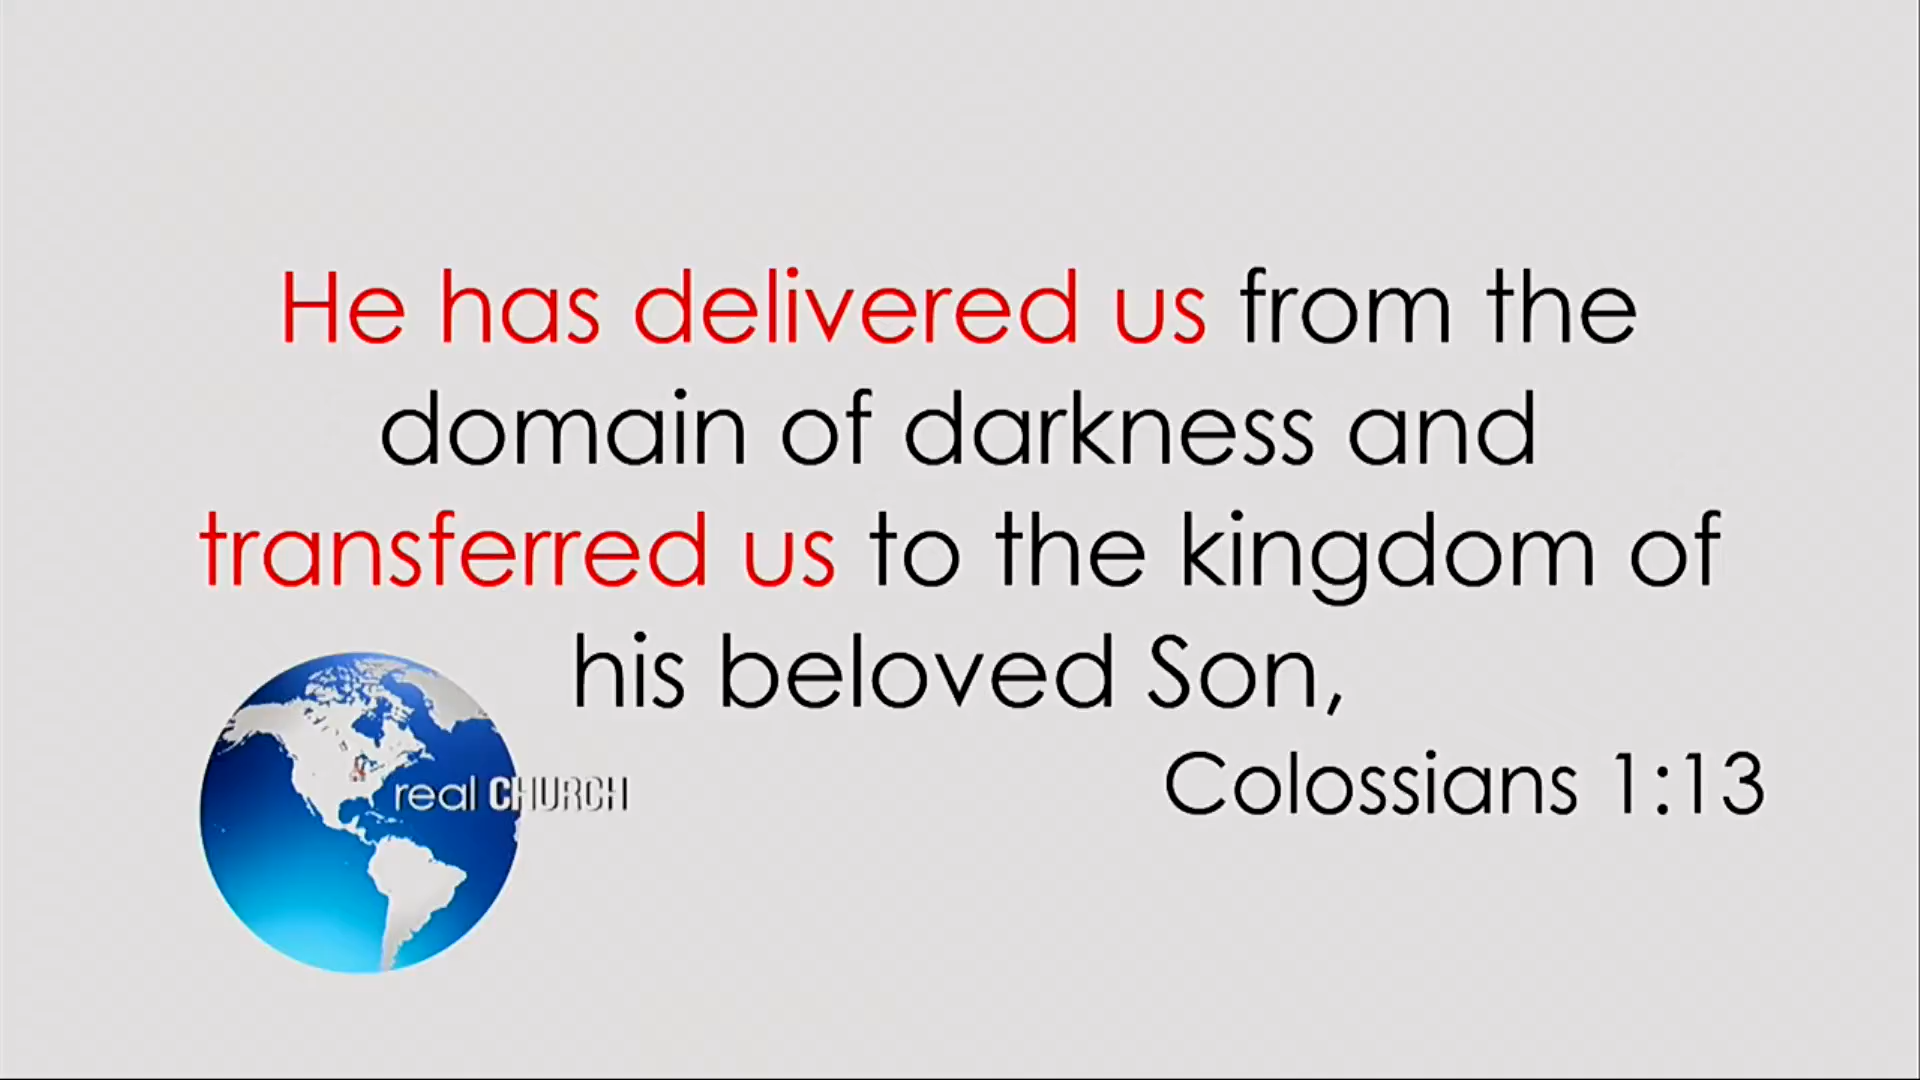 He has delivered us from the
domain of darkness and
transferred us to the kingdom of
his beloved Son,
real CHURCH
Colossians 1:13